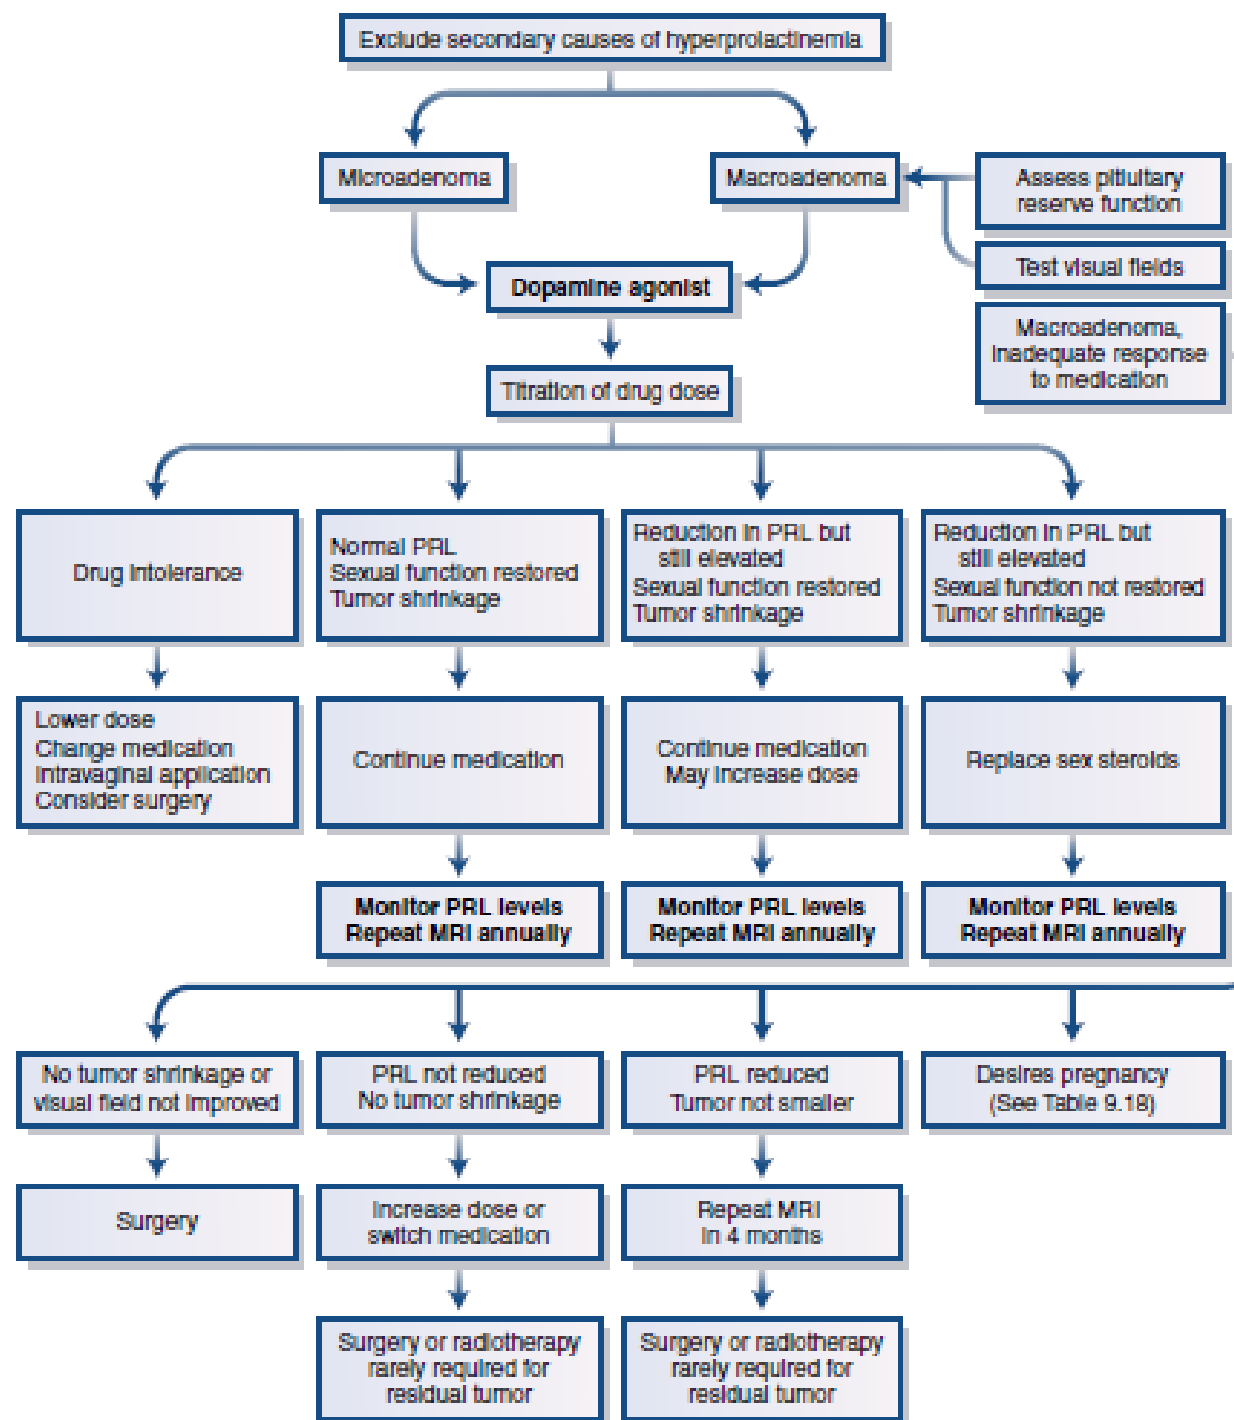 Exclude secondary causes of hyperprolactinemia
Microadenoma
Macroadenoma
Assess pituitary
reserve function
Test visual fields
Macroadenoma,
inadequate response
to medication
Dopamine agonist
Titration of drug dose
Drug intolerance
Normal PRL
Sexual function restored
Tumor shrinkage
Reduction in PRL but
still elevated
Sexual function restored
Tumor shrinkage
Reduction in PRL but
still elevated
Sexual function not restored
Tumor shrinkage
Lower dose
Change medication
Intravaginal application
Consider surgery
Continue medication
Continue medication
May increase dose
Replace sex steroids
Monitor PRL levels
Repeat MRI annually
Monitor PRL levels
Repeat MRI annually
Monitor PRL levels
Repeat MRI annually
No tumor shrinkage or
visual field not improved
PRL not reduced
No tumor shrinkage
PRL reduced
Tumor not smaller
Desires pregnancy
(See Table 9.18)
Surgery
Increase dose or
switch medication
Repeat MRI
in 4 months
Surgery or radiotherapy
rarely required for
residual tumor
Surgery or radiotherapy
rarely required for
residual tumor